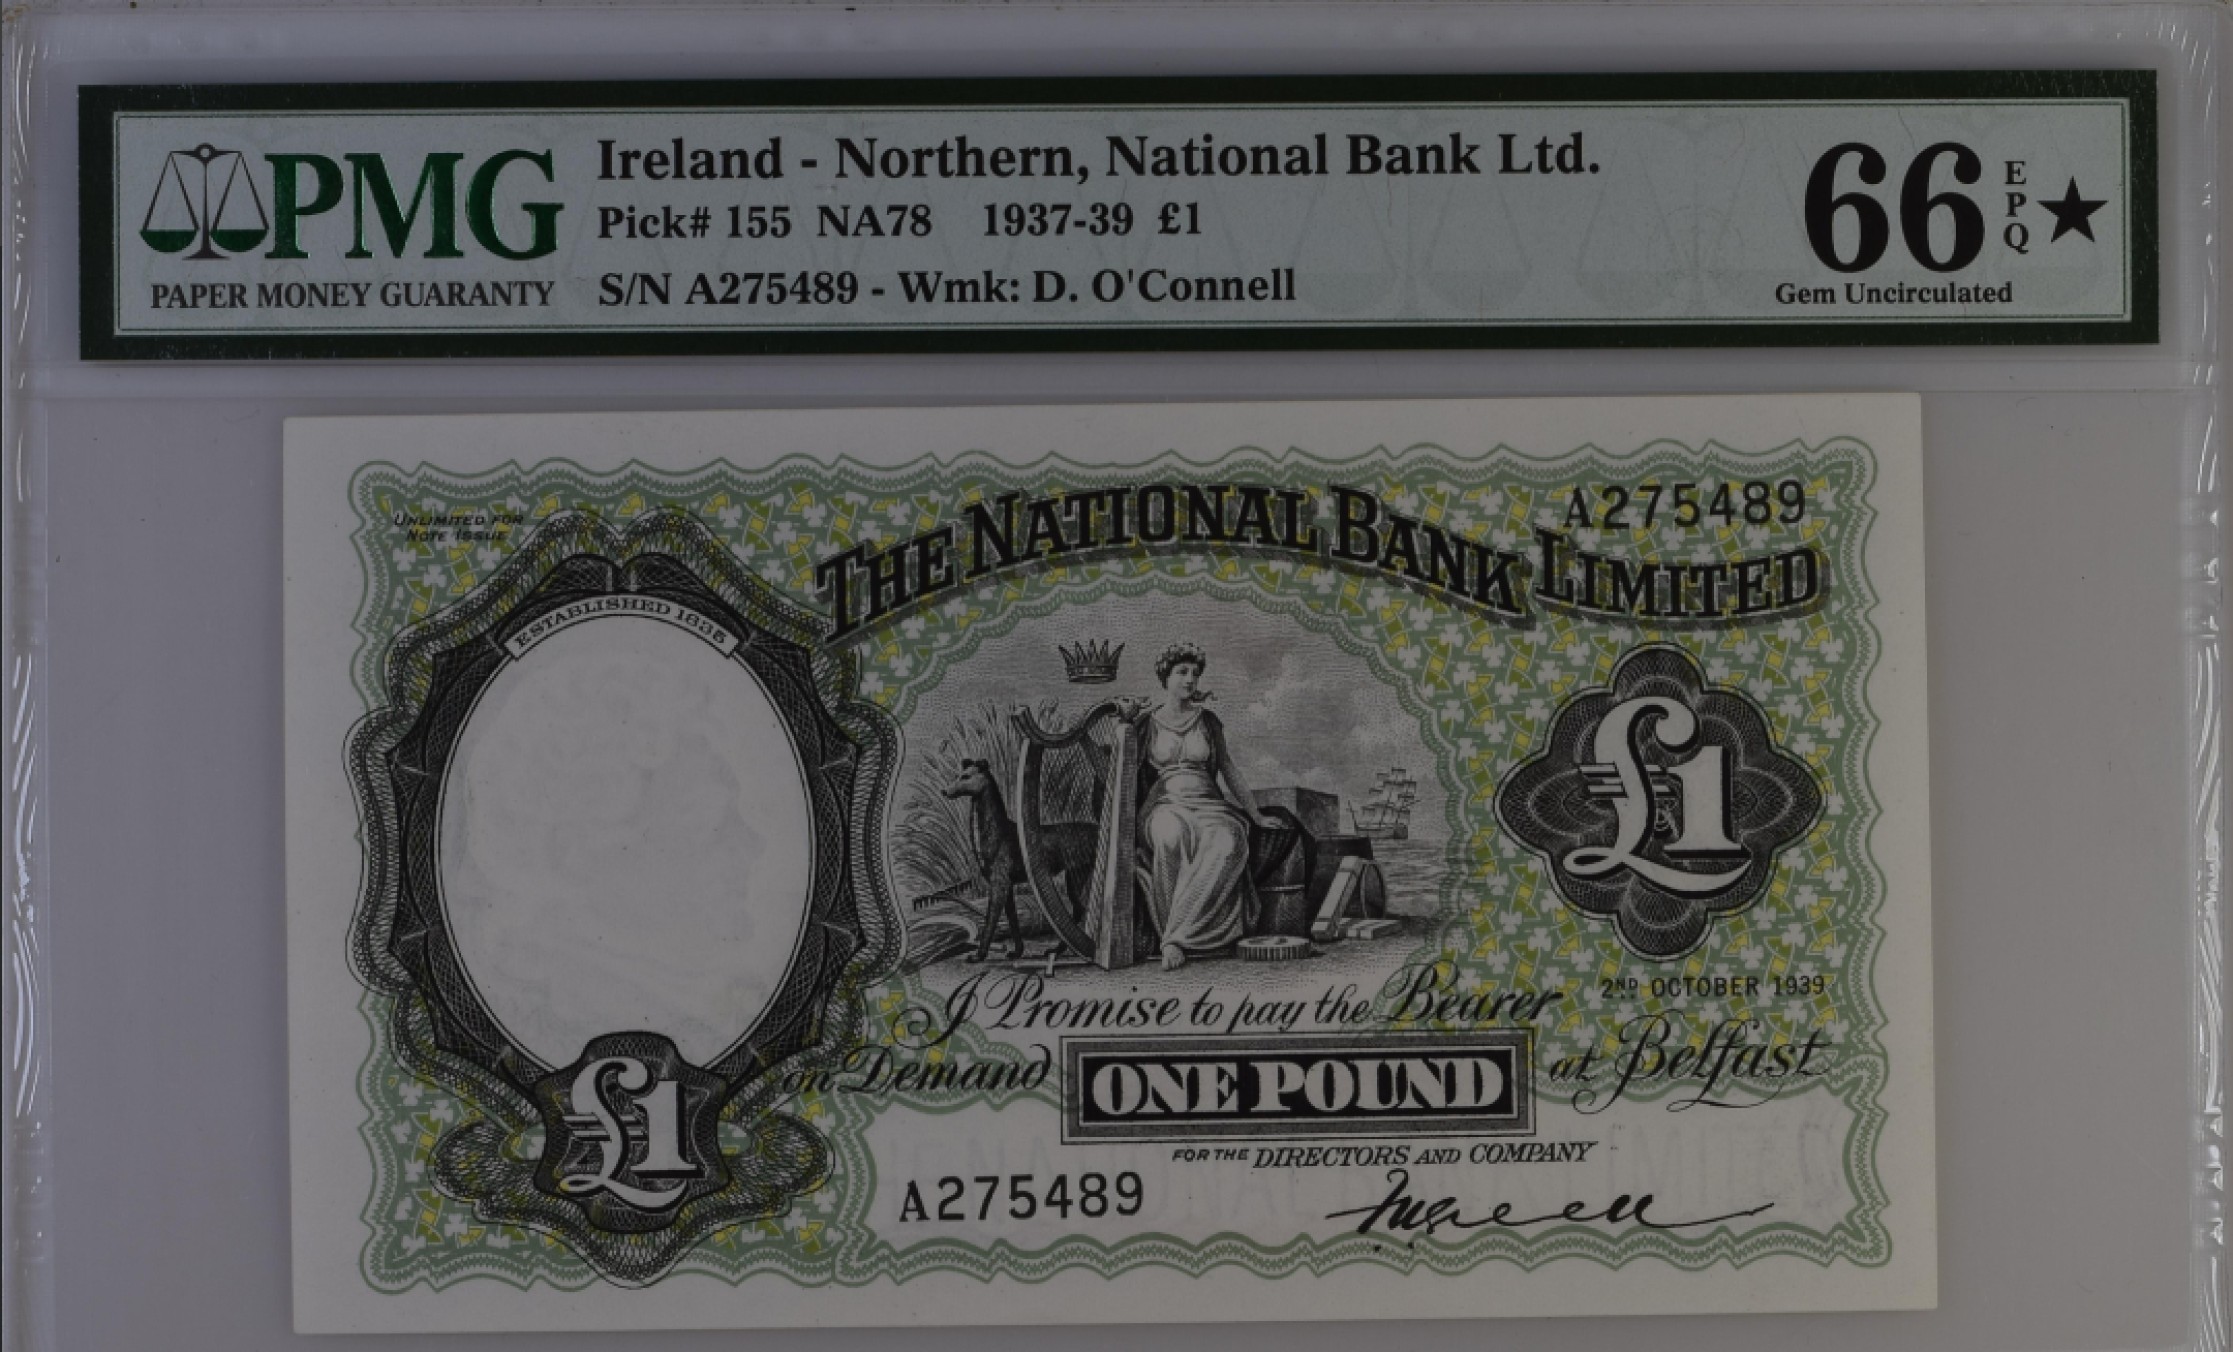 PMG
PAPER MONEY GUARANTY
Ireland - Northern, National Bank Ltd.
Pick# 155 NA78 1937-39 £1
S/N A275489 - Wmk: D. O'Connell
66 EPQ ★
Gem Uncirculated
UNLIMITED FOR
NOTE ISSUE
A275489
THE NATIONAL BANK LIMITED
ESTABLISHED 1835
£1
2ND OCTOBER 1939
I Promise to pay the Bearer
on Demand ONE POUND at Belfast
FOR THE DIRECTORS AND COMPANY
£1
A275489